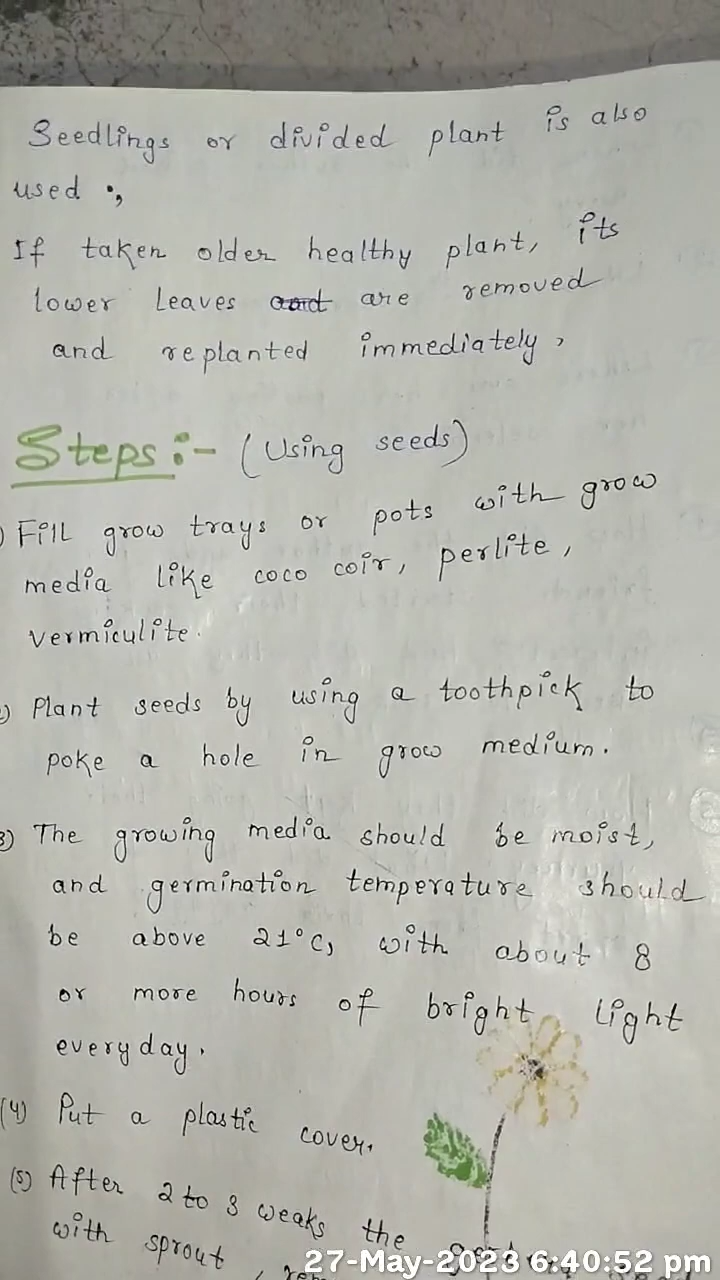 Seedlings or divided plant is also
used .,
If taken older healthy plant, its
lower leaves are removed
and replanted immediately,
Steps:- (Using seeds)
) Fill grow trays or pots with grow
media like coco coir, perlite,
vermiculite.
) Plant seeds by using a toothpick to
poke a hole in grow medium.
3) The growing media should be moist,
and germination temperature should
be above 21°C, with about 8
or more hours of bright light
everyday.
(4) Put a plastic cover.
(5) After 2 to 3 weaks the
with sprout,
27-May-2023 6:40:52 pm